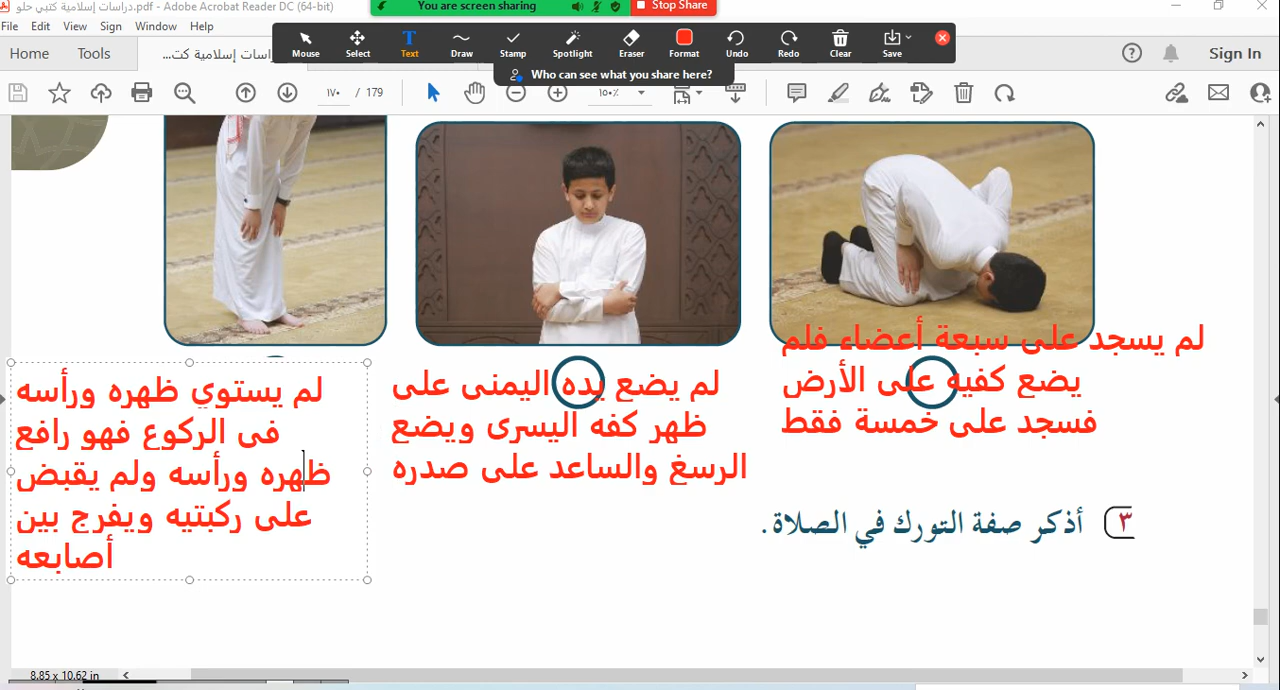 دراسات إسلامية كتبي حلو.pdf - Adobe Acrobat Reader DC (64-bit)
You are screen sharing
Stop Share
File Edit View Sign Window Help
Mouse Select Text Draw Stamp Spotlight Eraser Format Undo Redo Clear Save
Who can see what you share here?
Home Tools
...راسات إسلامية كت
Sign In
١٧٠ / 179
١٥٠٪
لم يسجد على سبعة أعضاء فلم
يضع كفيه على الأرض
فسجد على خمسة فقط
لم يضع يده اليمنى على
ظهر كفه اليسرى ويضع
الرسغ والساعد على صدره
لم يستوي ظهره ورأسه
في الركوع فهو رافع
ظهره ورأسه ولم يقبض
على ركبتيه ويفرج بين
أصابعه
٣ أذكر صفة التورك في الصلاة.
8.85 x 10.62 in